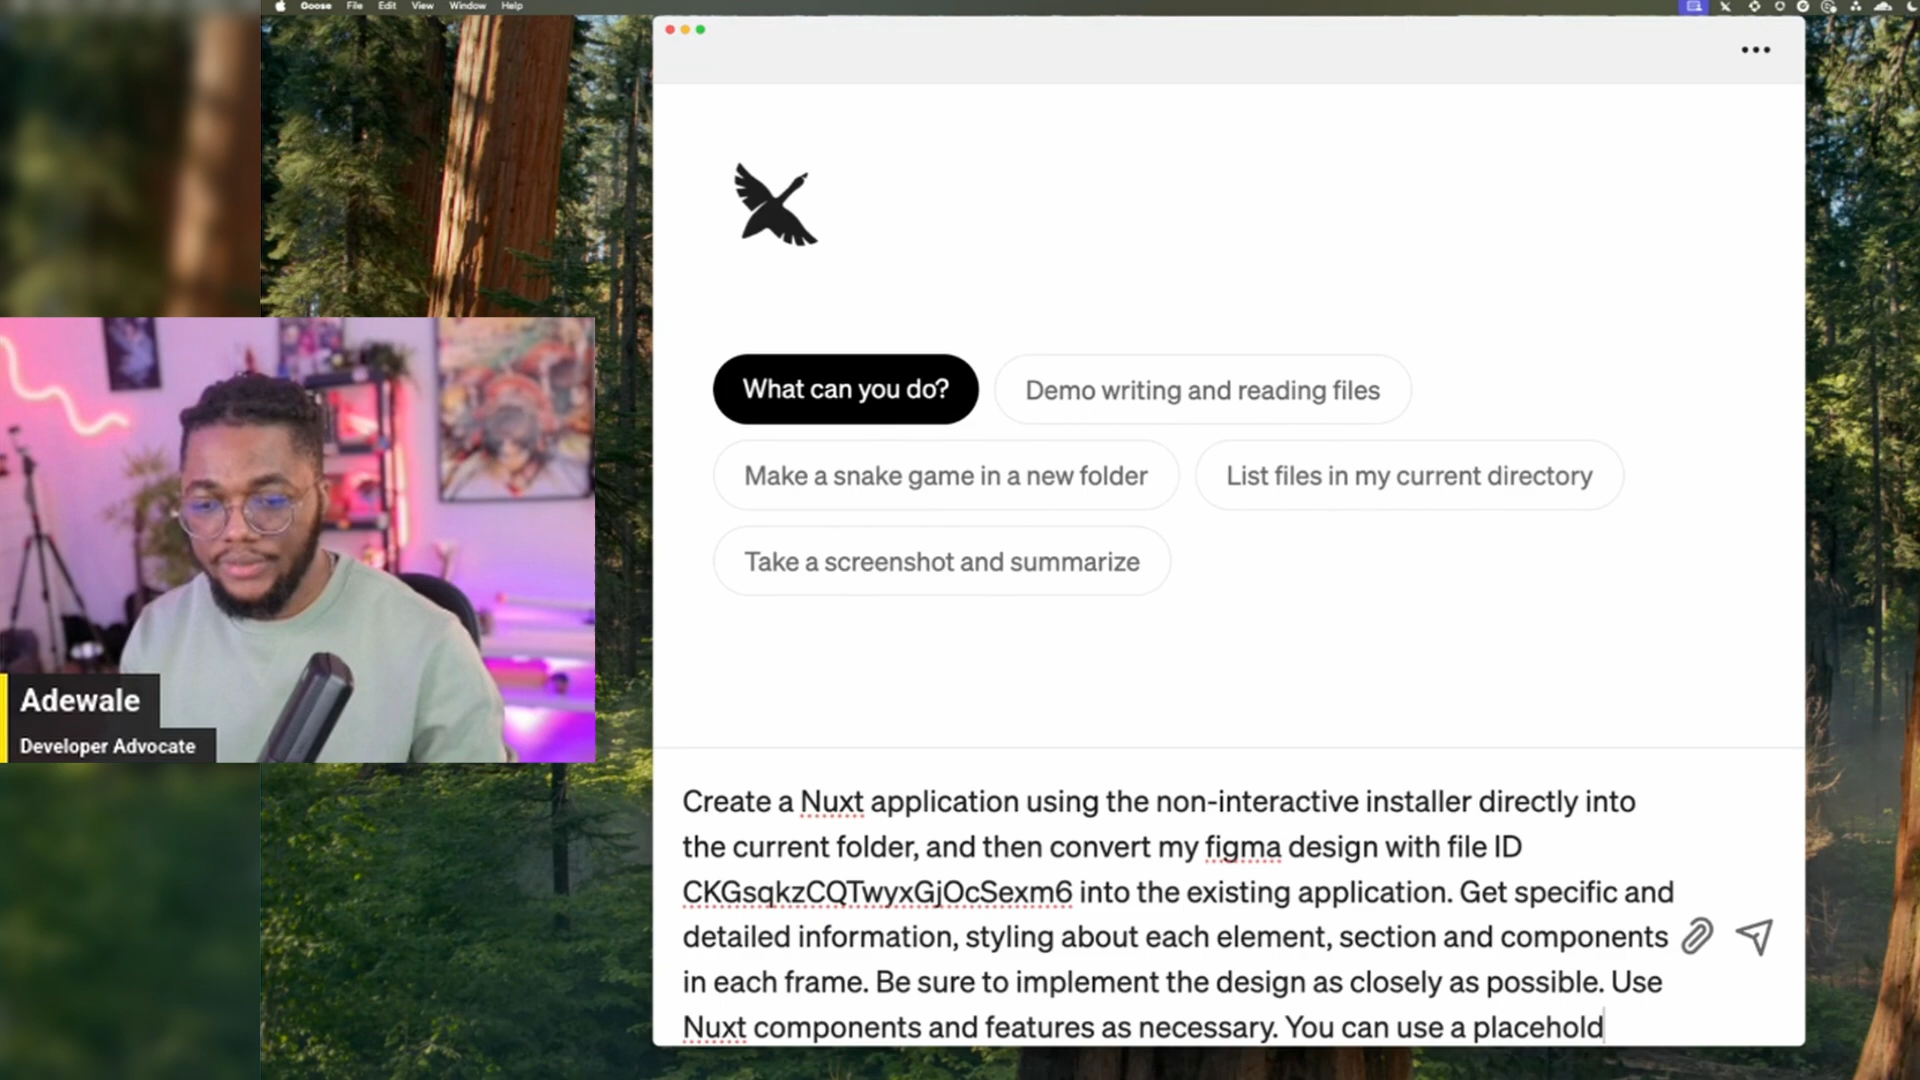 Goose File Edit View Window Help
What can you do?
Demo writing and reading files
Make a snake game in a new folder
List files in my current directory
Take a screenshot and summarize
Adewale
Developer Advocate
Create a Nuxt application using the non-interactive installer directly into
the current folder, and then convert my figma design with file ID
CKGsqkzCQTwyxGjOcSexm6 into the existing application. Get specific and
detailed information, styling about each element, section and components
in each frame. Be sure to implement the design as closely as possible. Use
Nuxt components and features as necessary. You can use a placehold